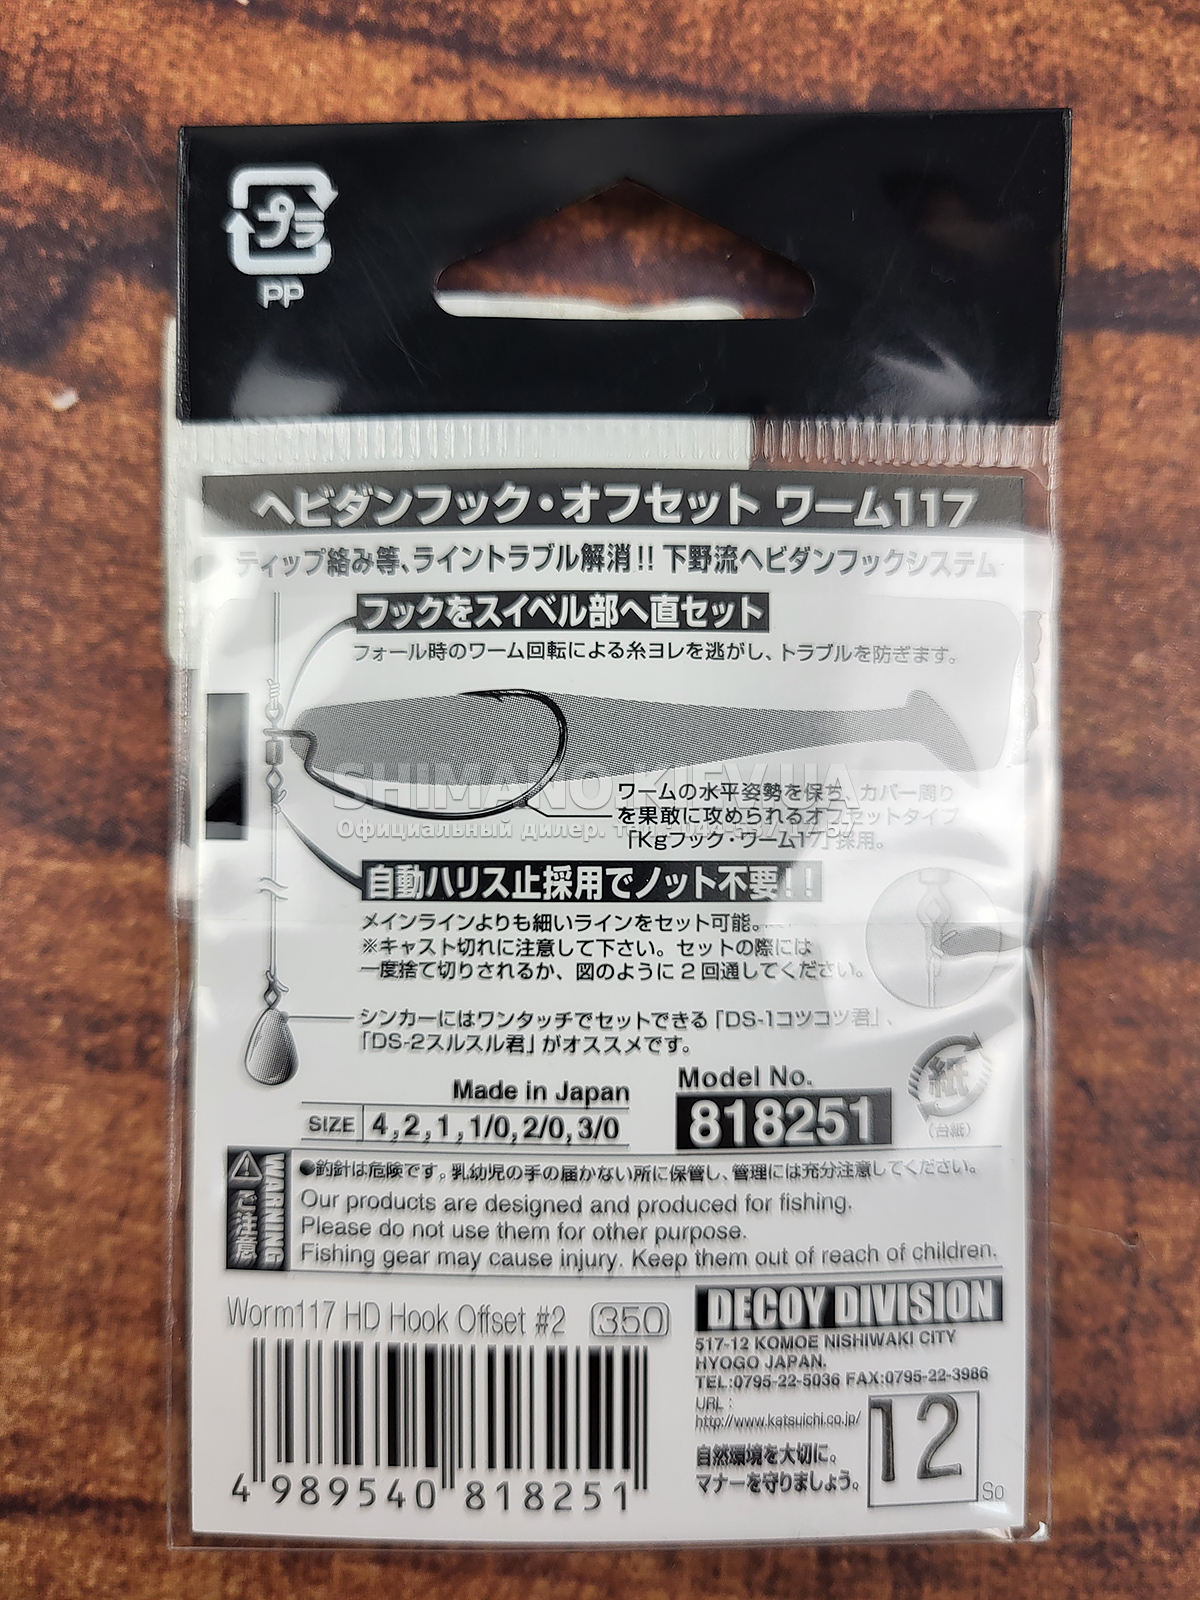 プラ
PP
ヘビダンフック・オフセット ワーム117
ティップ絡み等、ライントラブル解消!! 下野流ヘビダンフックシステム
フックをスイベル部へ直セット
フォール時のワーム回転による糸ヨレを逃がし、トラブルを防ぎます。
SHIMANO.KIEV.UA
Официальный дилер. тел.
ワームの水平姿勢を保ち、カバー周り
を果敢に攻められるオフセットタイプ
「Kgフック・ワーム17」採用。
自動ハリス止採用でノット不要!!
メインラインよりも細いラインをセット可能。
※キャスト切れに注意して下さい。セットの際には
一度捨て切りされるか、図のように2回通してください。
シンカーにはワンタッチでセットできる「DS-1コツコツ君」、
「DS-2スルスル君」がオススメです。
Made in Japan
SIZE 4,2,1,1/0,2/0,3/0
Model No.
818251
紙
(台紙)
WARNING
ご注意
●釣針は危険です。乳幼児の手の届かない所に保管し、管理には充分注意してください。
Our products are designed and produced for fishing.
Please do not use them for other purpose.
Fishing gear may cause injury. Keep them out of reach of children.
Worm117 HD Hook Offset #2 350
4 989540 818251
DECOY DIVISION
517-12 KOMOE NISHIWAKI CITY
HYOGO JAPAN.
TEL:0795-22-5036 FAX:0795-22-3986
URL:
http://www.katsuichi.co.jp/
自然環境を大切に。
マナーを守りましょう。
12
So